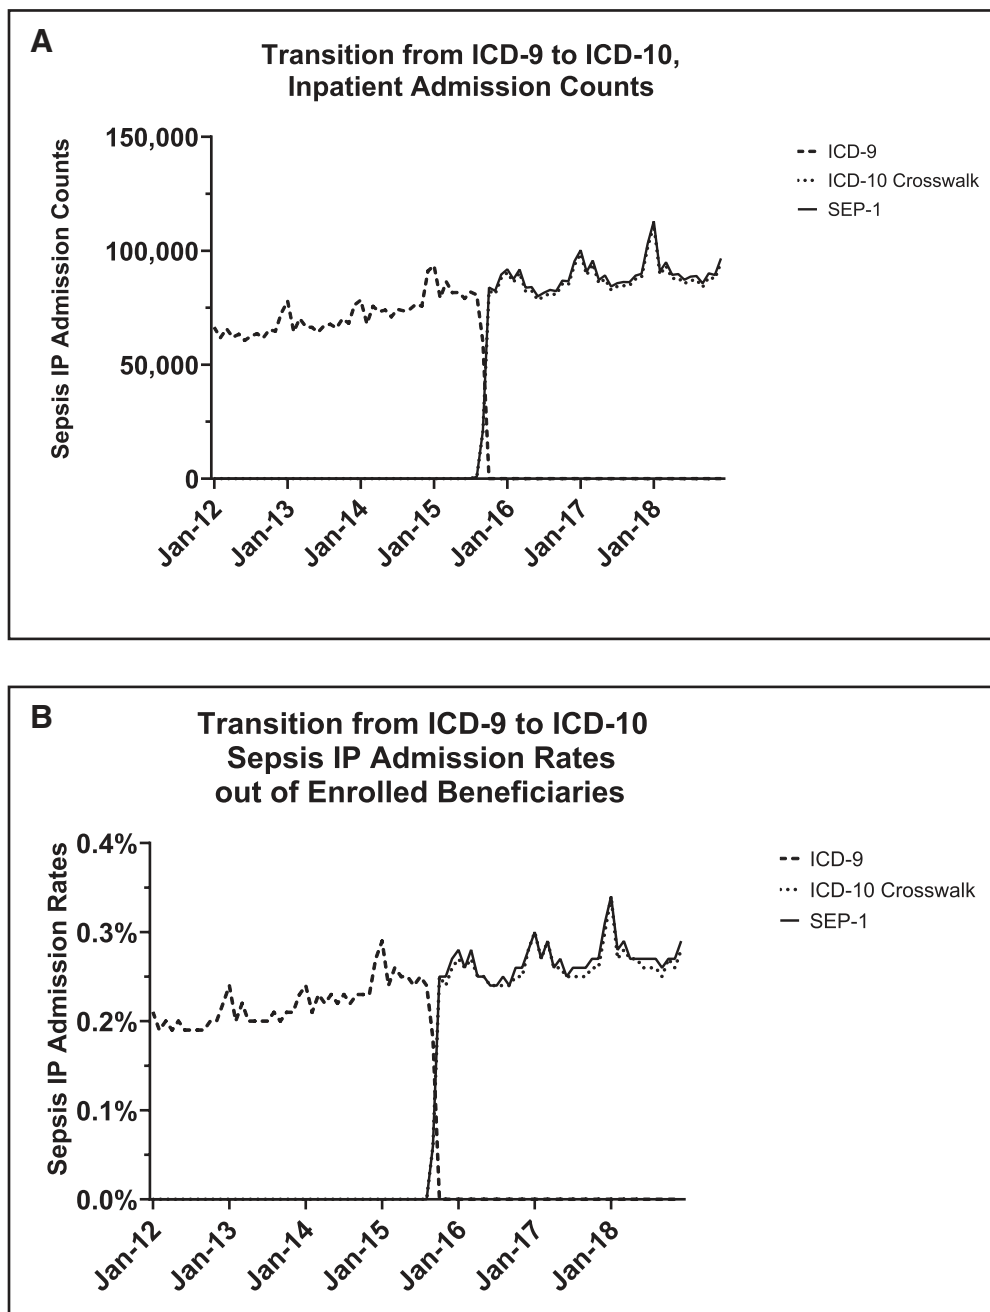 A
Transition from ICD-9 to ICD-10,
Inpatient Admission Counts
Sepsis IP Admission Counts
150,000
100,000
50,000
0
Jan-12
Jan-13
Jan-14
Jan-15
Jan-16
Jan-17
Jan-18
ICD-9
ICD-10 Crosswalk
SEP-1
B
Transition from ICD-9 to ICD-10
Sepsis IP Admission Rates
out of Enrolled Beneficiaries
Sepsis IP Admission Rates
0.4%
0.3%
0.2%
0.1%
0.0%
Jan-12
Jan-13
Jan-14
Jan-15
Jan-16
Jan-17
Jan-18
ICD-9
ICD-10 Crosswalk
SEP-1